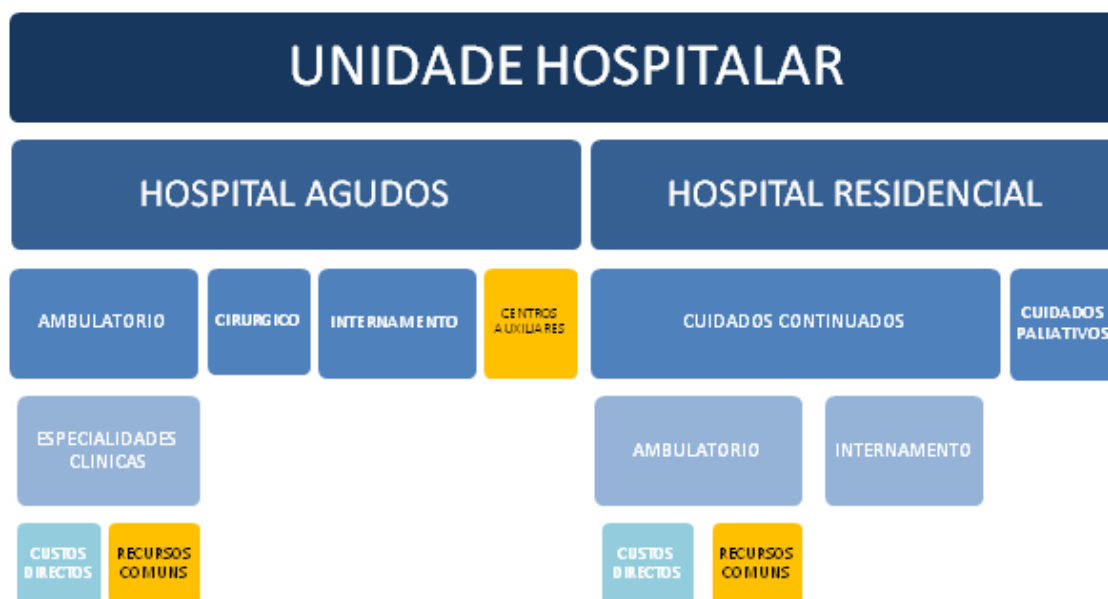 UNIDADE HOSPITALAR
HOSPITAL AGUDOS
HOSPITAL RESIDENCIAL
AMBULATORIO
CIRURGICO
INTERNAMENTO
CENTROS
AUXILIARES
CUIDADOS CONTINUADOS
CUIDADOS
PALIATIVOS
ESPECIALIDADES
CLINICAS
AMBULATORIO
INTERNAMENTO
CUSTOS
DIRECTOS
RECURSOS
COMUNS
CUSTOS
DIRECTOS
RECURSOS
COMUNS